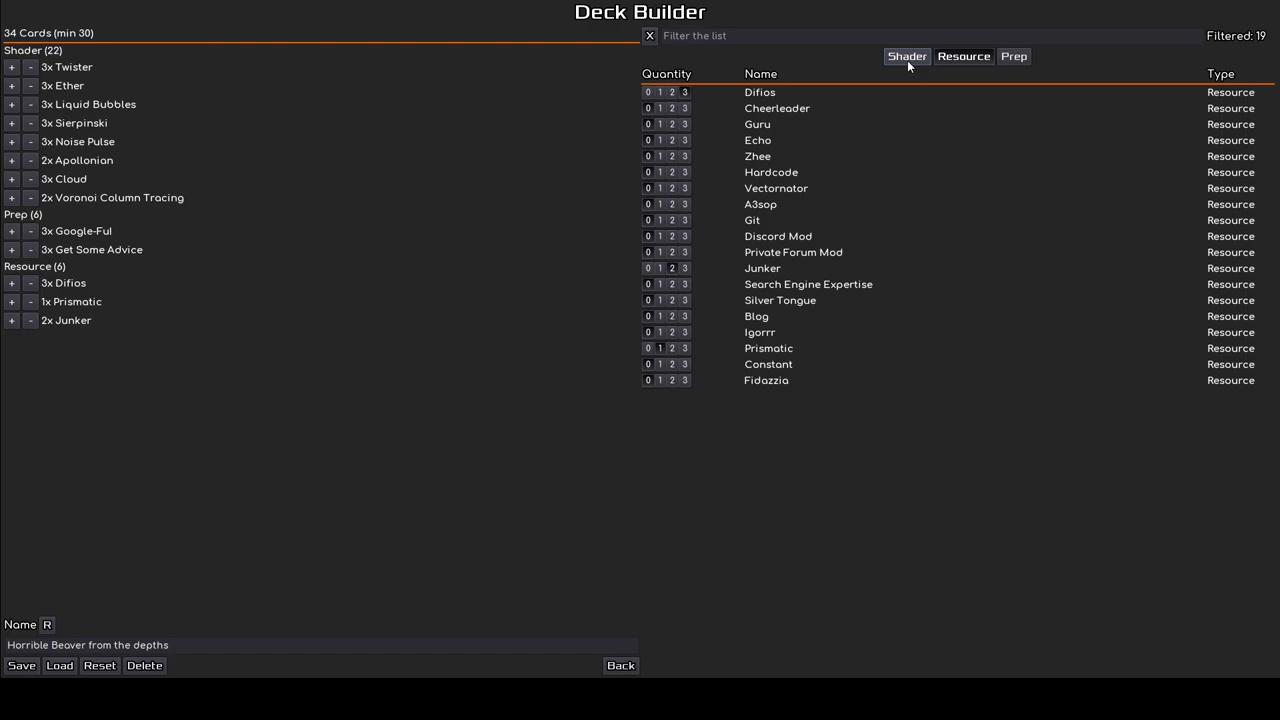 Deck Builder
34 Cards (min 30)
Shader (22)
+ - 3x Twister
+ - 3x Ether
+ - 3x Liquid Bubbles
+ - 3x Sierpinski
+ - 3x Noise Pulse
+ - 2x Apollonian
+ - 3x Cloud
+ - 2x Voronoi Column Tracing
Prep (6)
+ - 3x Google-Ful
+ - 3x Get Some Advice
Resource (6)
+ - 3x Difios
+ - 1x Prismatic
+ - 2x Junker
Name R
Horrible Beaver from the depths
Save Load Reset Delete Back
X Filter the list Filtered: 19
Shader Resource Prep
Quantity Name Type
0 1 2 3 Difios Resource
0 1 2 3 Cheerleader Resource
0 1 2 3 Guru Resource
0 1 2 3 Echo Resource
0 1 2 3 Zhee Resource
0 1 2 3 Hardcode Resource
0 1 2 3 Vectornator Resource
0 1 2 3 A3sop Resource
0 1 2 3 Git Resource
0 1 2 3 Discord Mod Resource
0 1 2 3 Private Forum Mod Resource
0 1 2 3 Junker Resource
0 1 2 3 Search Engine Expertise Resource
0 1 2 3 Silver Tongue Resource
0 1 2 3 Blog Resource
0 1 2 3 Igorrr Resource
0 1 2 3 Prismatic Resource
0 1 2 3 Constant Resource
0 1 2 3 Fidazzia Resource